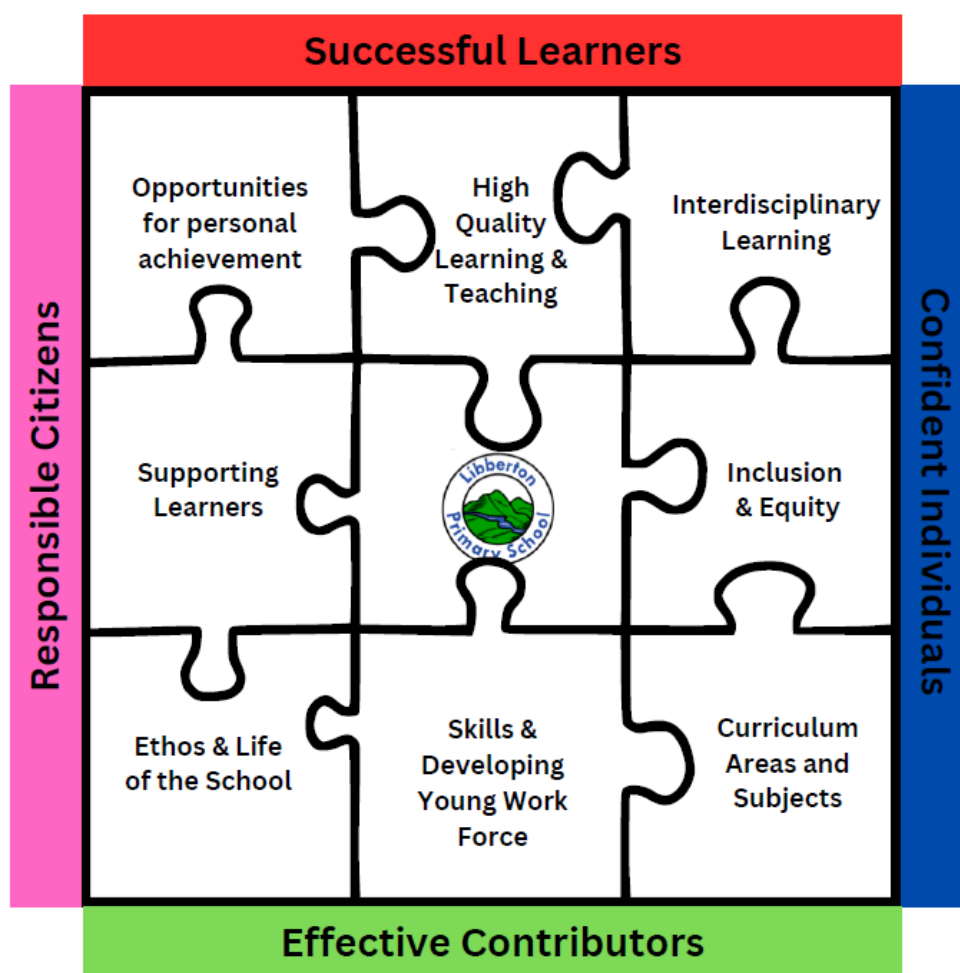 Successful Learners
Opportunities
for personal
achievement
High
Quality
Learning &
Teaching
Interdisciplinary
Learning
Responsible Citizens
Confident Individuals
Supporting
Learners
Libberton
Primary School
Inclusion
& Equity
Ethos & Life
of the School
Skills &
Developing
Young Work
Force
Curriculum
Areas and
Subjects
Effective Contributors